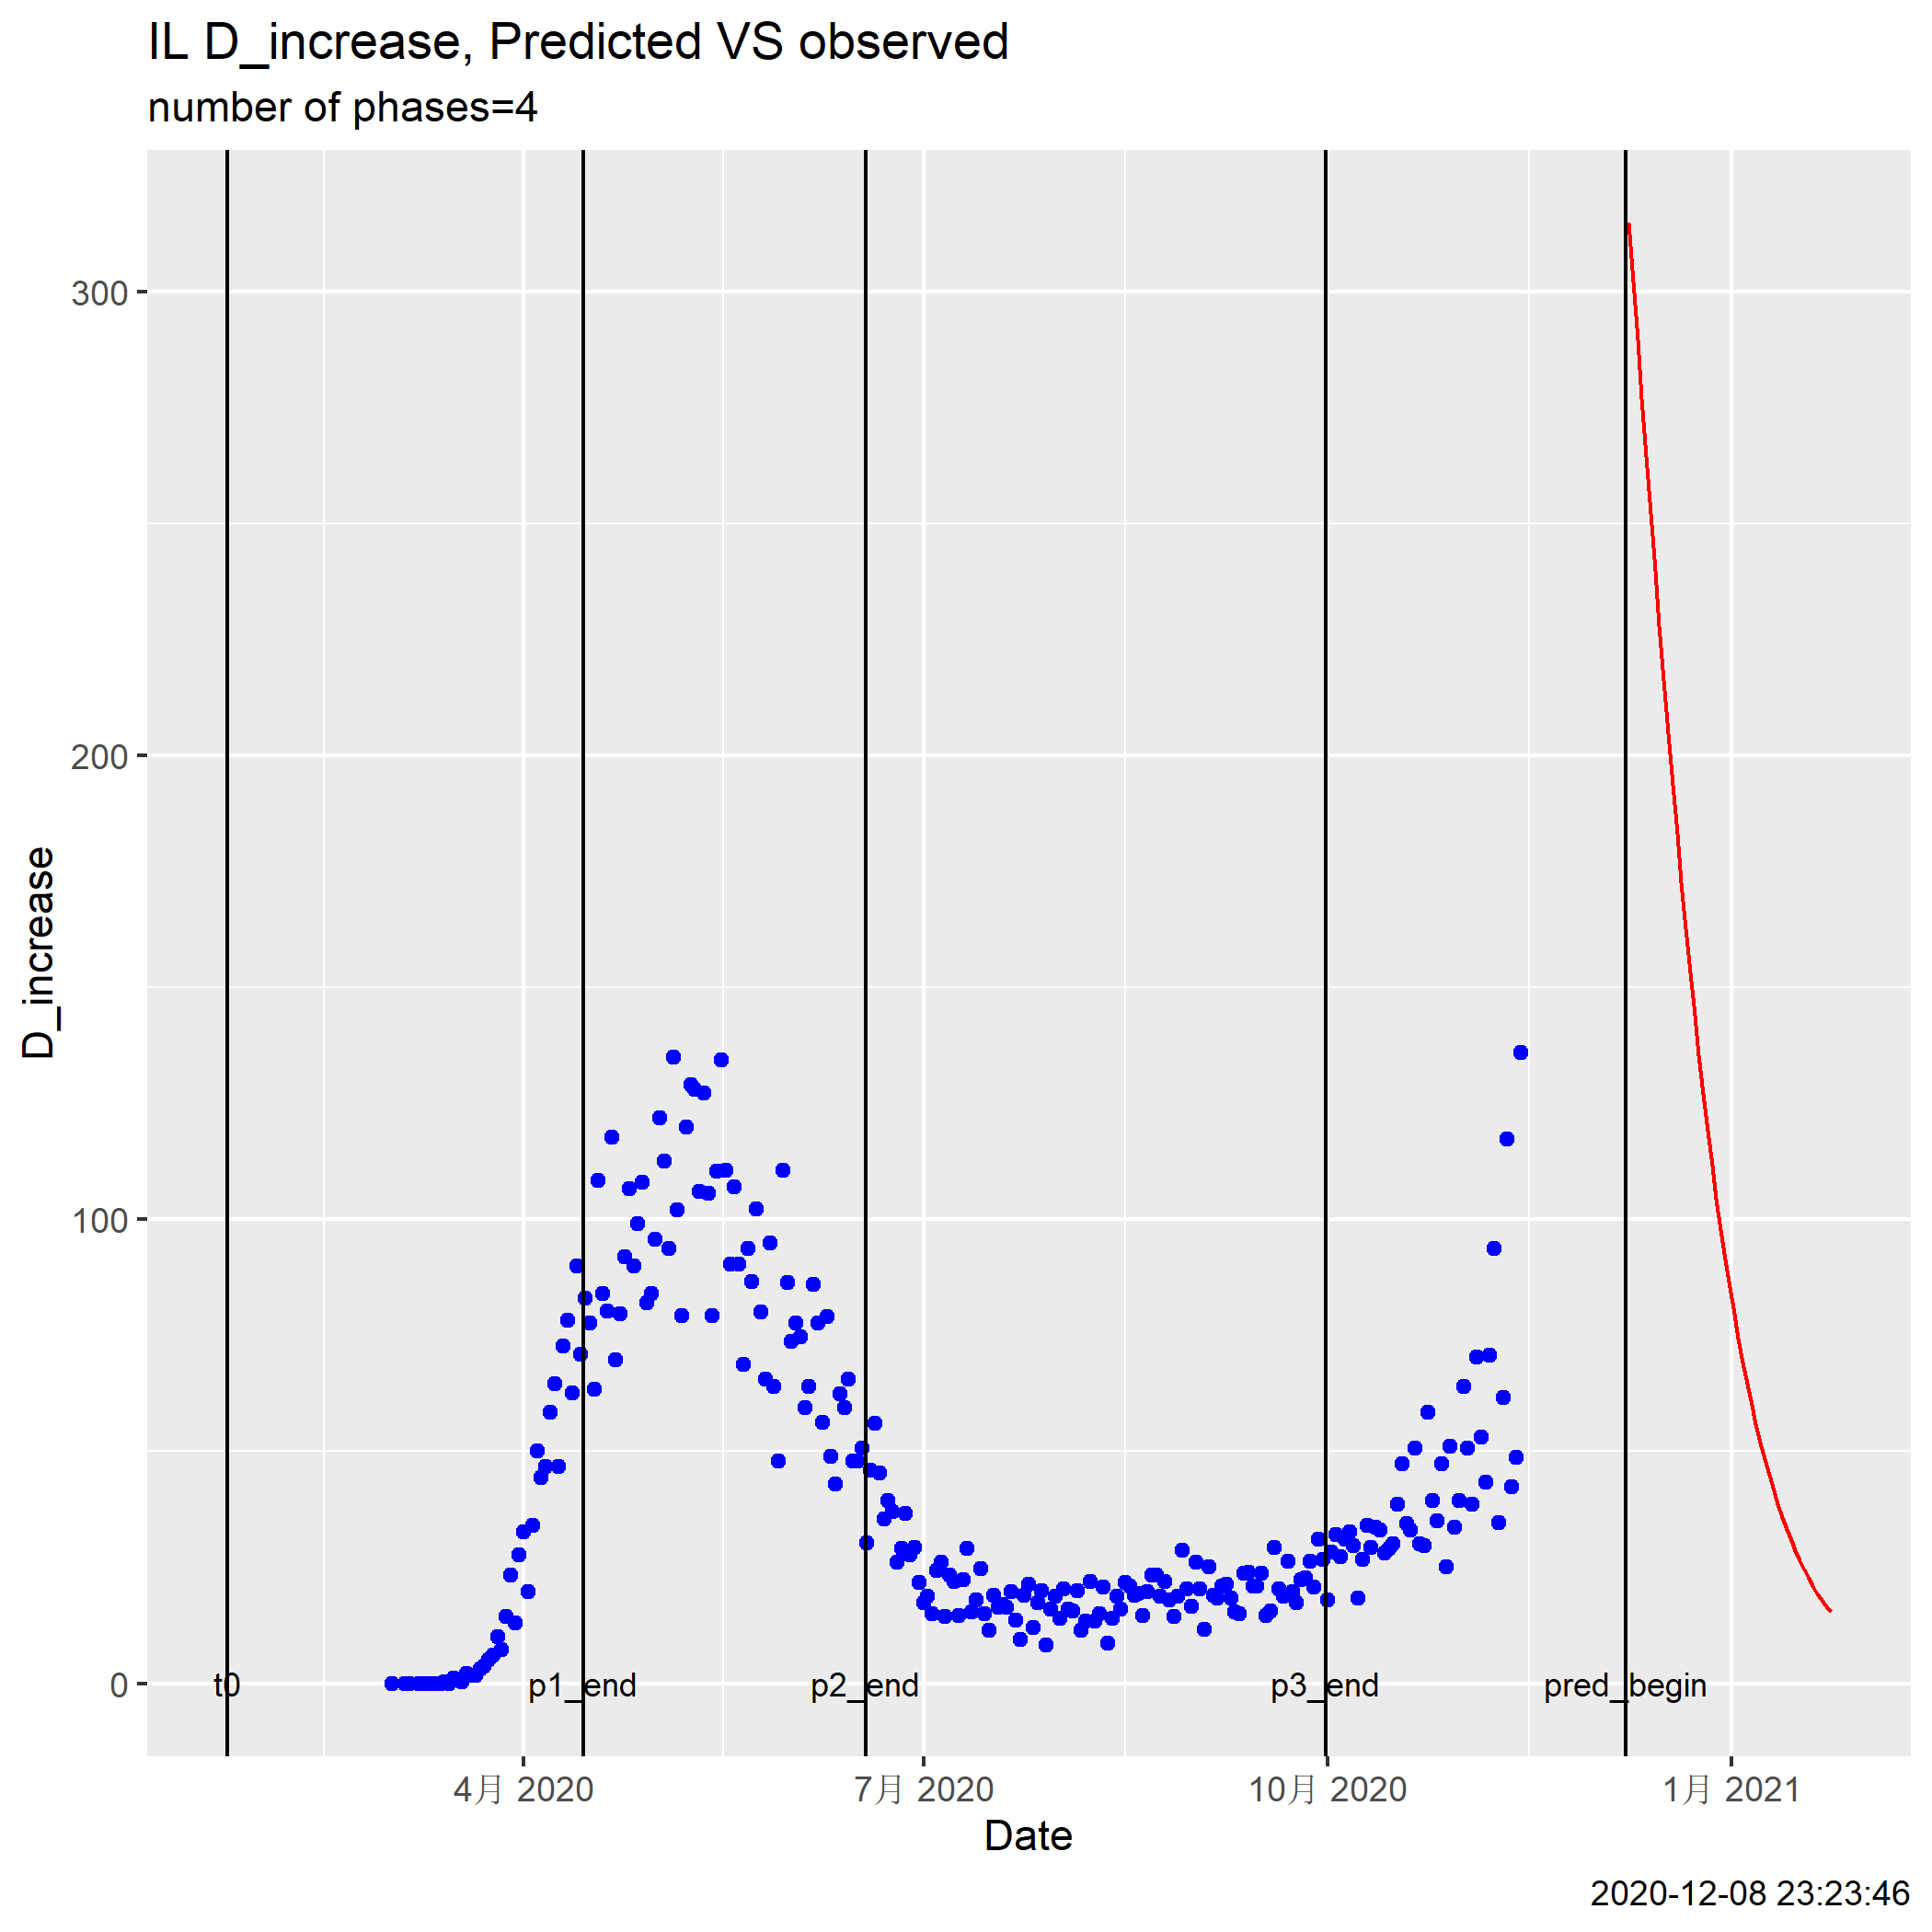 IL D_increase, Predicted VS observed
number of phases=4
300
200
100
0
D_increase
t0
p1_end
p2_end
p3_end
pred_begin
4月 2020
7月 2020
10月 2020
1月 2021
Date
2020-12-08 23:23:46